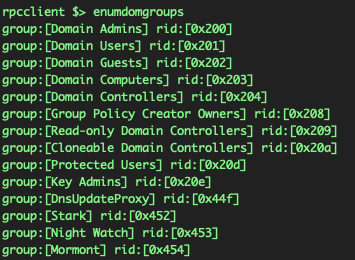 rpcclient $> enumdomgroups
group:[Domain Admins] rid:[0x200]
group:[Domain Users] rid:[0x201]
group:[Domain Guests] rid:[0x202]
group:[Domain Computers] rid:[0x203]
group:[Domain Controllers] rid:[0x204]
group:[Group Policy Creator Owners] rid:[0x208]
group:[Read-only Domain Controllers] rid:[0x209]
group:[Cloneable Domain Controllers] rid:[0x20a]
group:[Protected Users] rid:[0x20d]
group:[Key Admins] rid:[0x20e]
group:[DnsUpdateProxy] rid:[0x44f]
group:[Stark] rid:[0x452]
group:[Night Watch] rid:[0x453]
group:[Mormont] rid:[0x454]